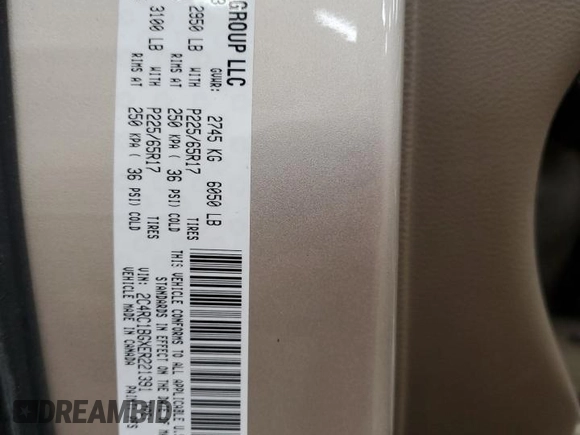 GROUP LLC
GVWR: 2745 KG 6050 LB
2950 LB WITH P225/65R17 TIRES
RIMS AT 250 KPA ( 36 PSI) COLD
3100 LB WITH P225/65R17 TIRES
RIMS AT 250 KPA ( 36 PSI) COLD
THIS VEHICLE CONFORMS TO ALL APPLICABLE U.
STANDARDS IN EFFECT ON THE DATE OF
VIN: 2C4RC1BGXER221391
VEHICLE MADE IN CANADA
DREAMBID